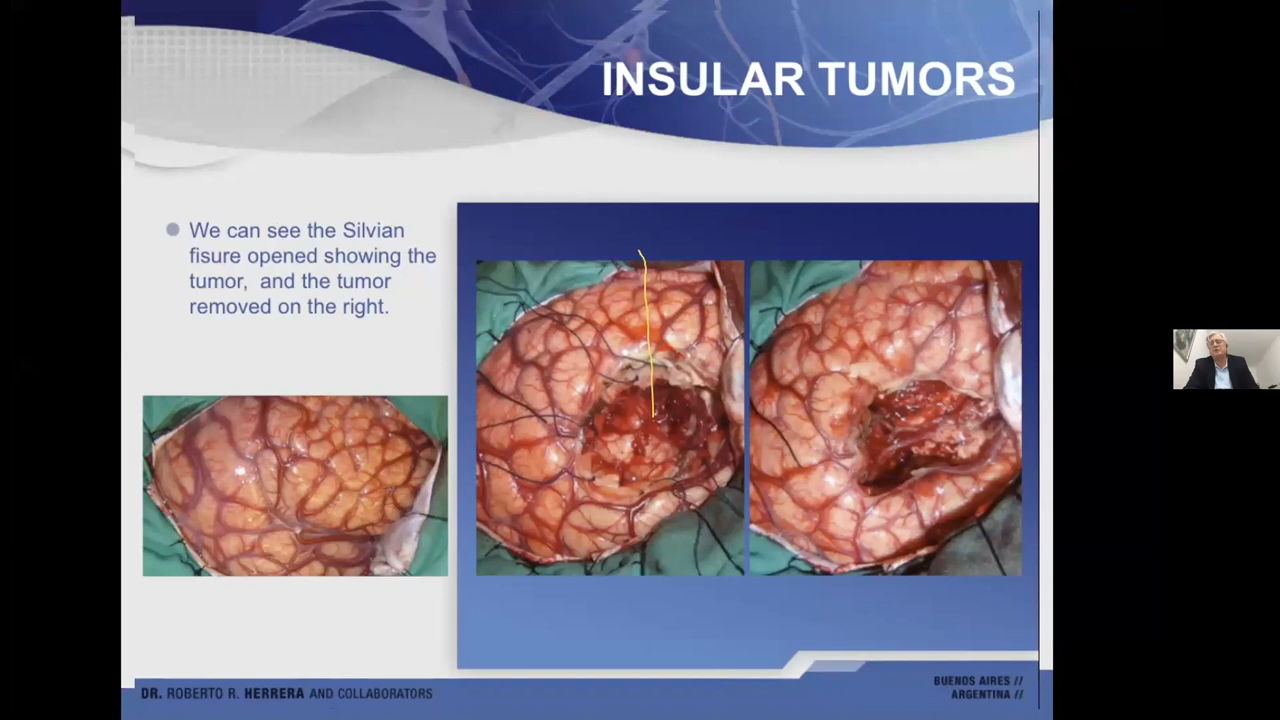 INSULAR TUMORS
We can see the Silvian
fisure opened showing the
tumor, and the tumor
removed on the right.
DR. ROBERTO R. HERRERA AND COLLABORATORS
BUENOS AIRES //
ARGENTINA //